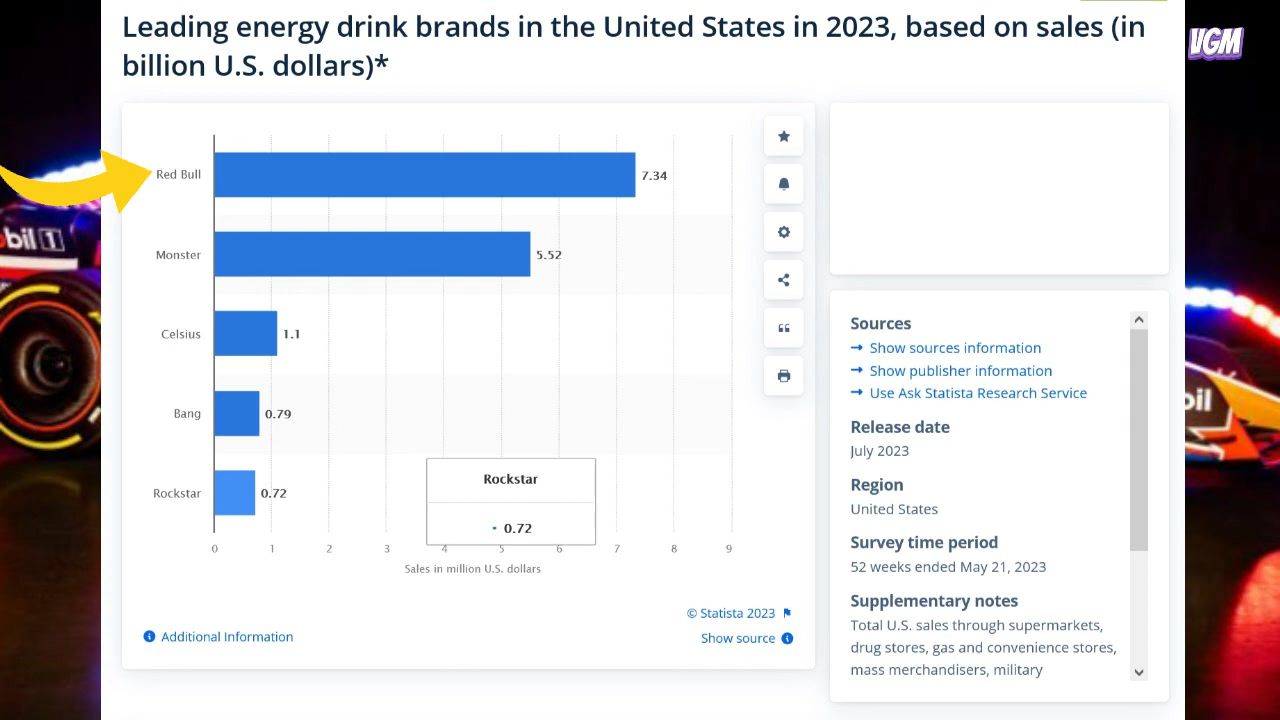 Leading energy drink brands in the United States in 2023, based on sales (in
billion U.S. dollars)*
VGM
Red Bull
7.34
Monster
5.52
Celsius
1.1
Bang
0.79
Rockstar
0.72
Rockstar
0.72
0 1 2 3 4 5 6 7 8 9
Sales in million U.S. dollars
© Statista 2023
Additional Information
Show source
Sources
Show sources information
Show publisher information
Use Ask Statista Research Service
Release date
July 2023
Region
United States
Survey time period
52 weeks ended May 21, 2023
Supplementary notes
Total U.S. sales through supermarkets,
drug stores, gas and convenience stores,
mass merchandisers, military
bil 1
il